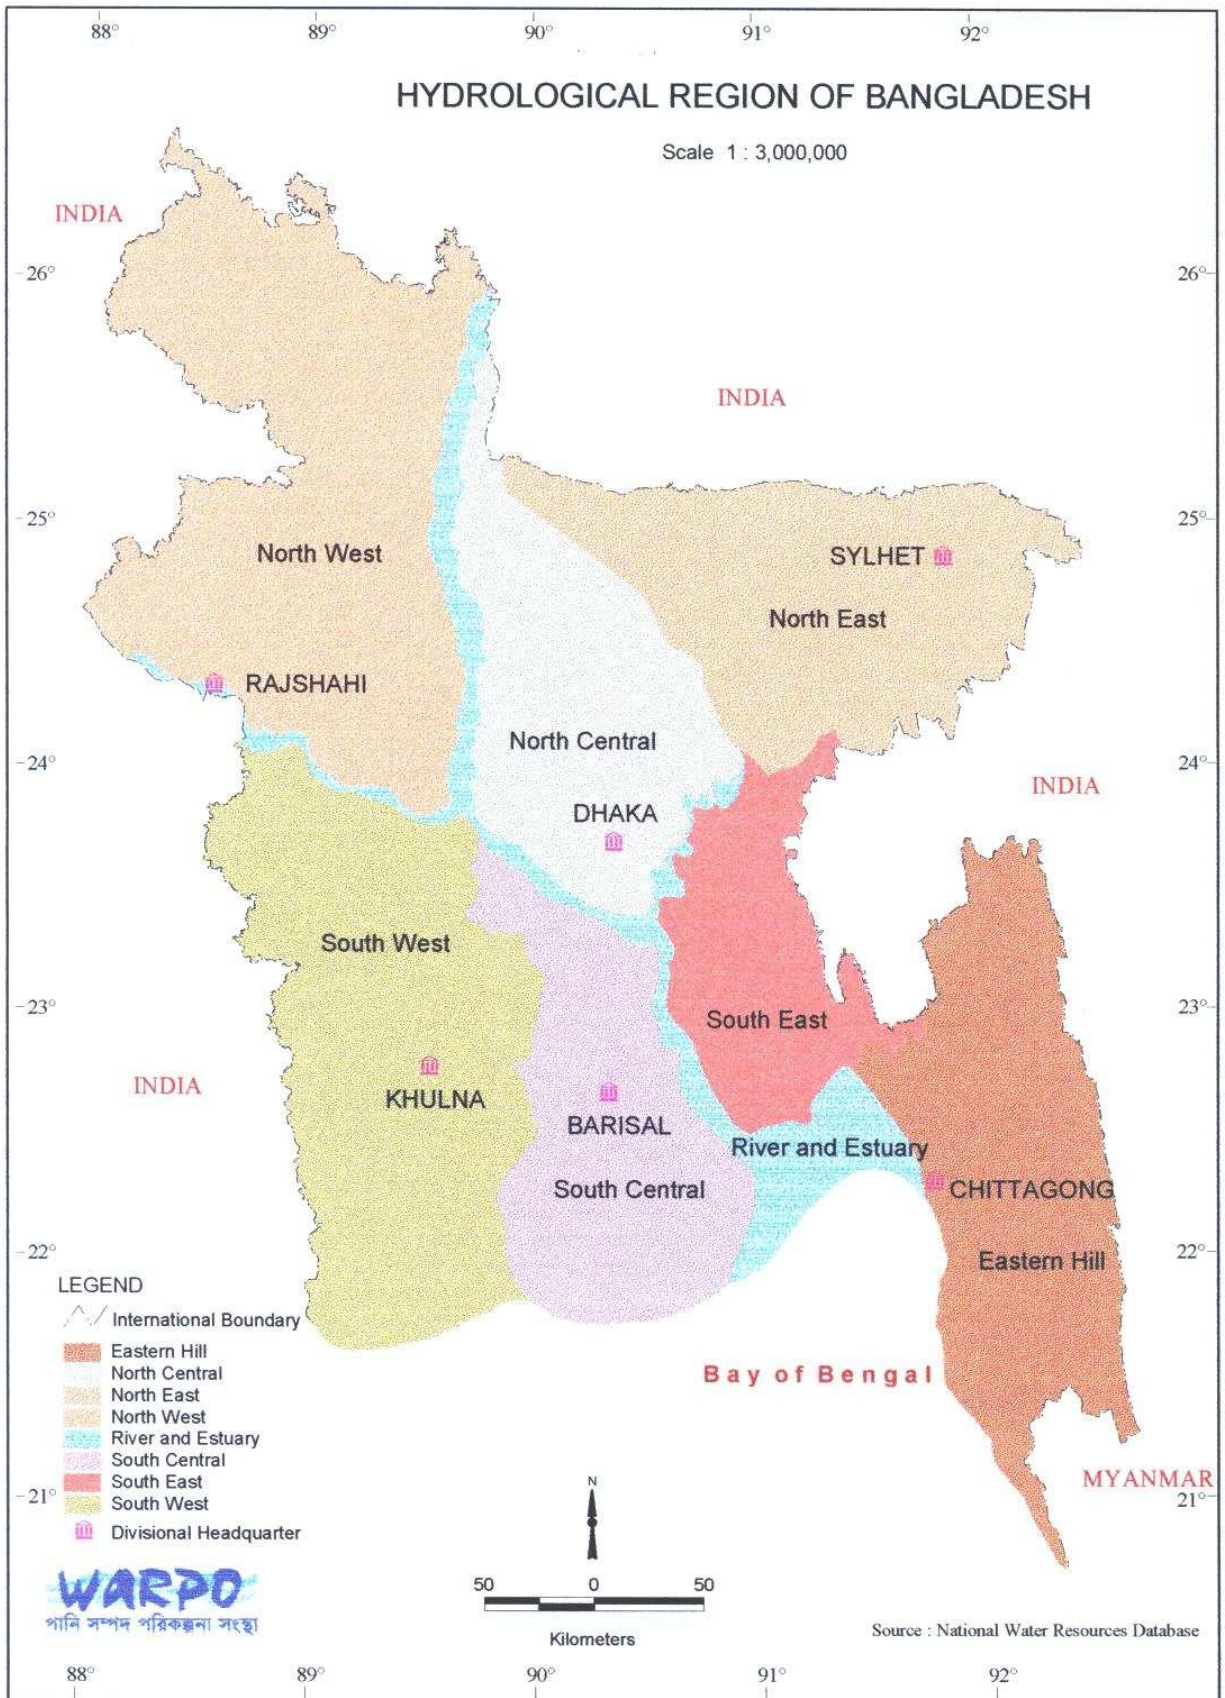 88° 89° 90° 91° 92°
HYDROLOGICAL REGION OF BANGLADESH
Scale 1 : 3,000,000
INDIA
26° 26°
INDIA
25° 25°
North West
SYLHET
North East
RAJSHAHI
North Central
24° 24°
INDIA
DHAKA
South West
23° 23°
South East
INDIA
KHULNA
BARISAL
River and Estuary
South Central
CHITTAGONG
22° 22°
Eastern Hill
LEGEND
International Boundary
Eastern Hill
North Central
North East
North West
River and Estuary
South Central
South East
South West
Divisional Headquarter
Bay of Bengal
MYANMAR
21° 21°
N
WARPO
পানি সম্পদ পরিকল্পনা সংস্থা
50 0 50
Kilometers
Source : National Water Resources Database
88° 89° 90° 91° 92°